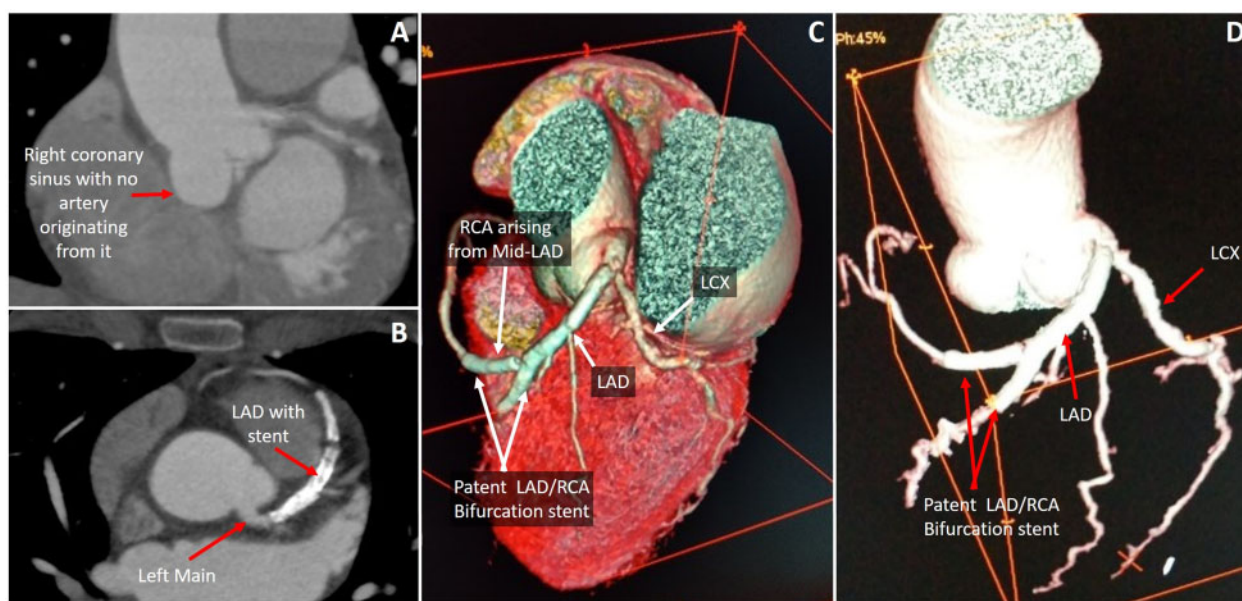 A
Right coronary
sinus with no
artery
originating
from it
B
LAD with
stent
Left Main
%
C
RCA arising
from Mid-LAD
LCX
LAD
Patent LAD/RCA
Bifurcation stent
Ph:45%
D
LCX
LAD
Patent LAD/RCA
Bifurcation stent